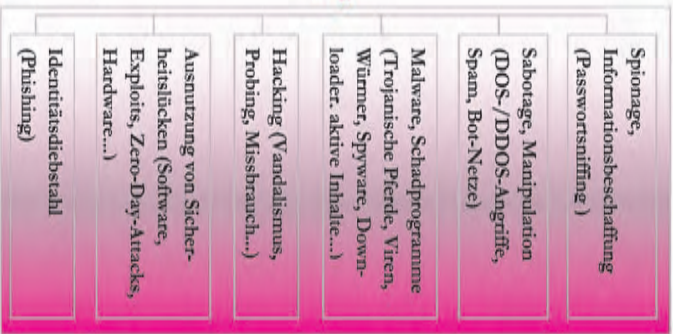 Spionage,
Informationsbeschaffung
(Passwortsniffing )
Sabotage, Manipulation
(DOS-/DDOS-Angriffe,
Spam, Bot-Netze)
Malware, Schadprogramme
(Trojanische Pferde, Viren,
Würmer, Spyware, Down-
loader. aktive Inhalte...)
Hacking (Vandalismus,
Probing, Missbrauch...)
Ausnutzung von Sicher-
heitslücken (Software,
Exploits, Zero-Day-Attacks,
Hardware...)
Identitätsdiebstahl
(Phishing)